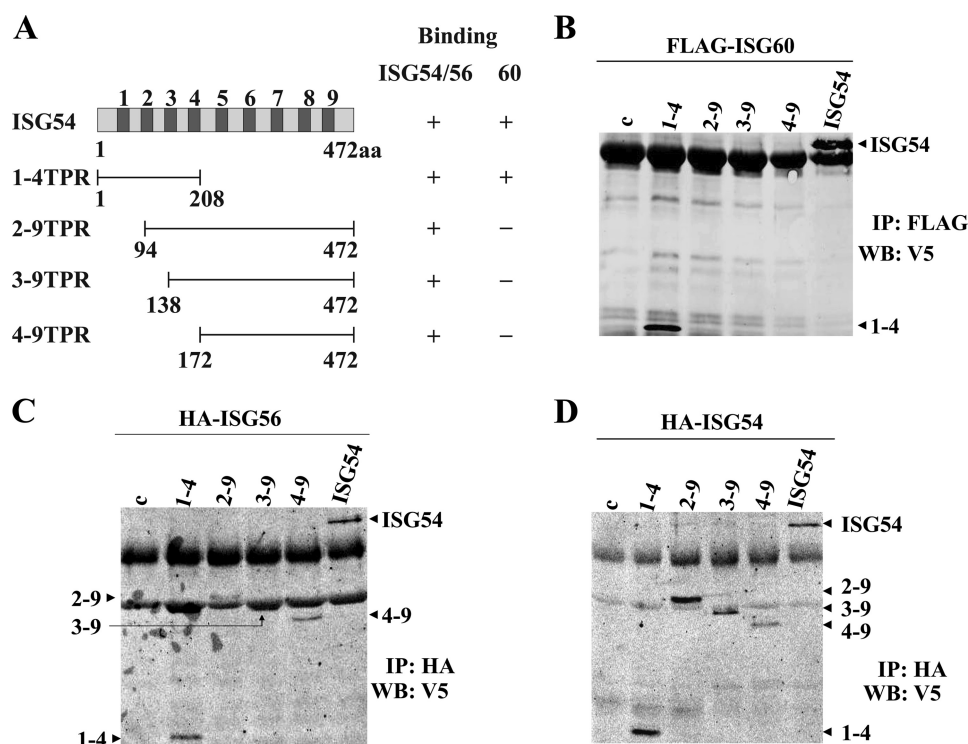 A
Binding
ISG54/56 60
1 2 3 4 5 6 7 8 9
ISG54 + +
1 472aa
1-4TPR + +
1 208
2-9TPR + −
94 472
3-9TPR + −
138 472
4-9TPR + −
172 472
B
FLAG-ISG60
c 1-4 2-9 3-9 4-9 ISG54
ISG54
IP: FLAG
WB: V5
1-4
C
HA-ISG56
c 1-4 2-9 3-9 4-9 ISG54
ISG54
2-9
4-9
3-9
IP: HA
WB: V5
1-4
D
HA-ISG54
c 1-4 2-9 3-9 4-9 ISG54
ISG54
2-9
3-9
4-9
IP: HA
WB: V5
1-4